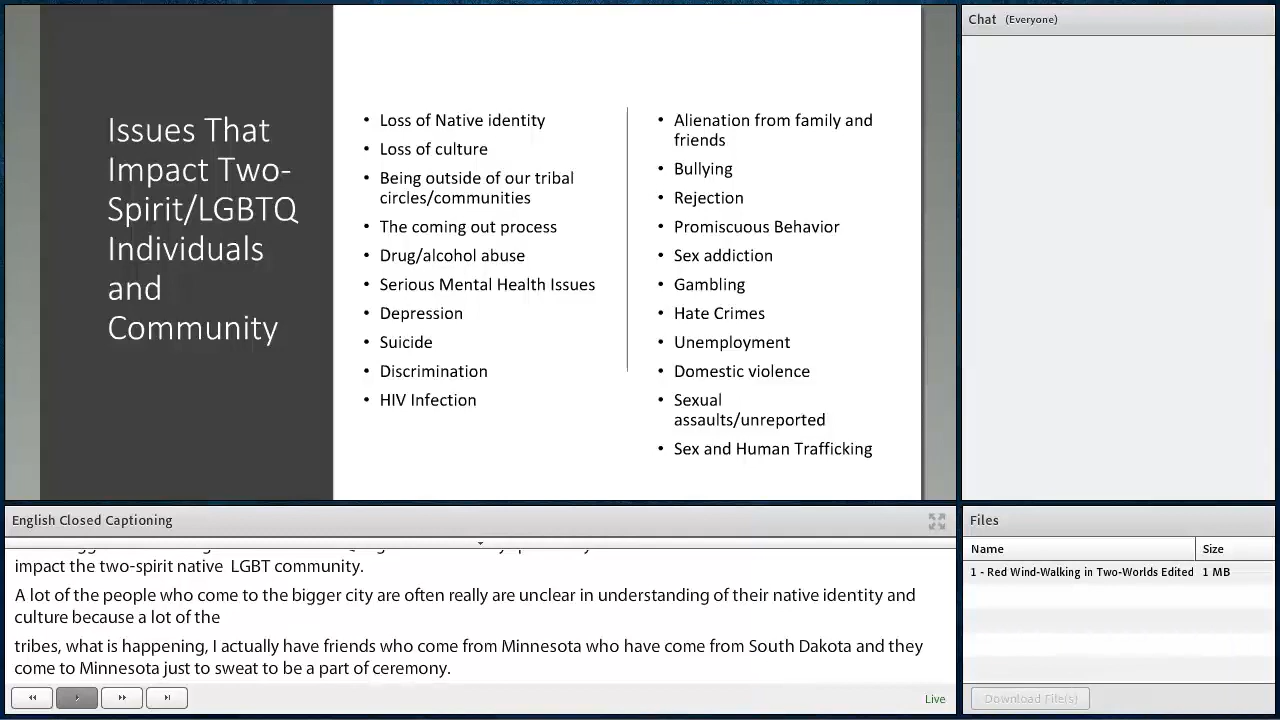 Issues That
Impact Two-
Spirit/LGBTQ
Individuals
and
Community
• Loss of Native identity
• Loss of culture
• Being outside of our tribal
circles/communities
• The coming out process
• Drug/alcohol abuse
• Serious Mental Health Issues
• Depression
• Suicide
• Discrimination
• HIV Infection
• Alienation from family and
friends
• Bullying
• Rejection
• Promiscuous Behavior
• Sex addiction
• Gambling
• Hate Crimes
• Unemployment
• Domestic violence
• Sexual
assaults/unreported
• Sex and Human Trafficking
Chat (Everyone)
English Closed Captioning
impact the two-spirit native LGBT community.
A lot of the people who come to the bigger city are often really are unclear in understanding of their native identity and
culture because a lot of the
tribes, what is happening, I actually have friends who come from Minnesota who have come from South Dakota and they
come to Minnesota just to sweat to be a part of ceremony.
Live
Files
Name Size
1 - Red Wind-Walking in Two-Worlds Edited 1 MB
Download File(s)